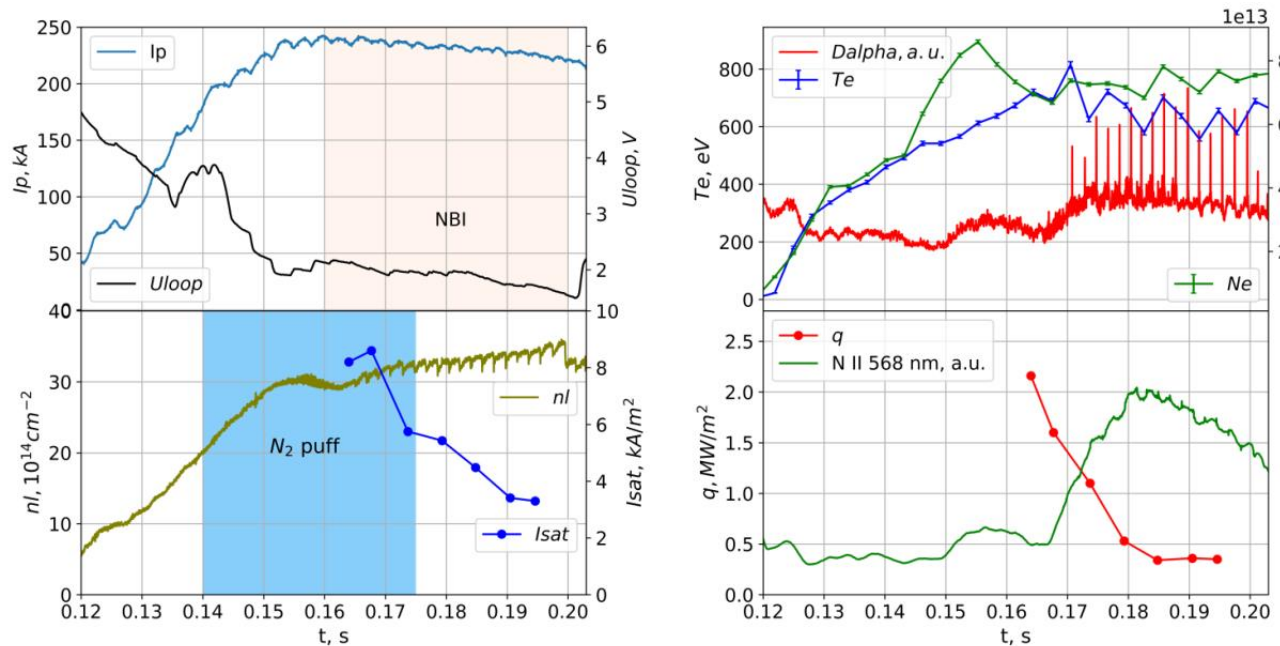 250
200
150
100
50
0
Ip, kA
Ip
Uloop
NBI
6
5
4
3
2
10
Uloop, V
40
30
20
10
0
nl, 10¹⁴cm⁻²
N₂ puff
nl
Isat
8
6
4
2
0
Isat, kA/m²
0.12 0.13 0.14 0.15 0.16 0.17 0.18 0.19 0.20
t, s
1e13
800
600
400
200
0
Te, eV
Dalpha, a.u.
Te
Ne
2.5
2.0
1.5
1.0
0.5
0.0
q, MW/m²
q
N II 568 nm, a.u.
0.12 0.13 0.14 0.15 0.16 0.17 0.18 0.19 0.20
t, s